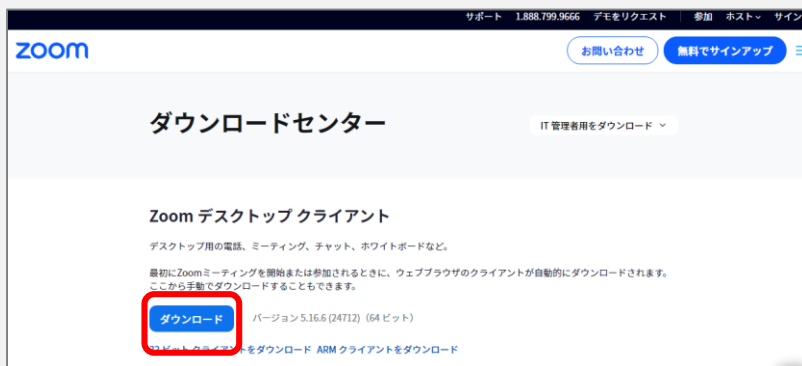 サポート 1.888.799.9666 デモをリクエスト 参加 ホスト サイン
zoom
お問い合わせ 無料でサインアップ
ダウンロードセンター
IT 管理者用をダウンロード
Zoom デスクトップ クライアント
デスクトップ用の電話、ミーティング、チャット、ホワイトボードなど。
最初にZoomミーティングを開始または参加されるときに、ウェブブラウザのクライアントが自動的にダウンロードされます。
ここから手動でダウンロードすることもできます。
ダウンロード バージョン 5.16.6 (24712)（64 ビット）
32 ビット クライアントをダウンロード ARM クライアントをダウンロード